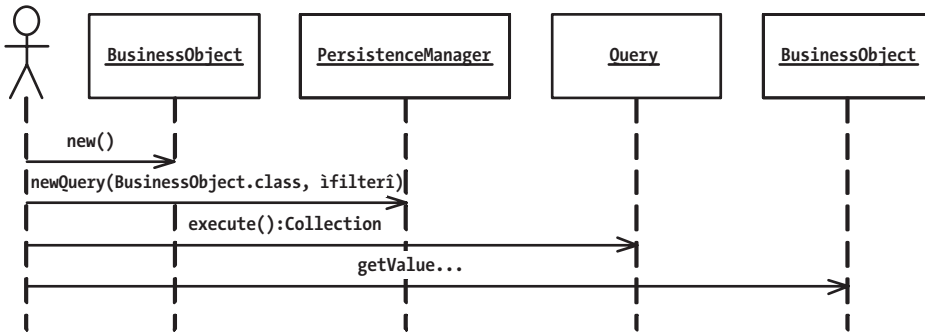 BusinessObject
PersistenceManager
Query
BusinessObject
new()
newQuery(BusinessObject.class, ìfilterî)
execute():Collection
getValue...